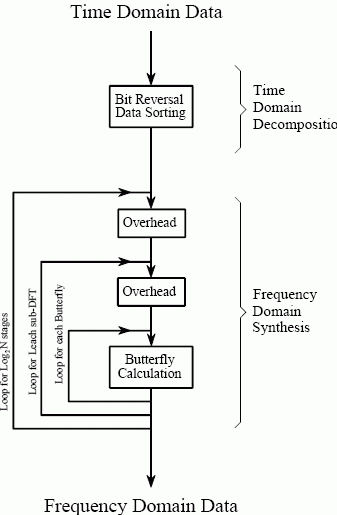 Time Domain Data
Bit Reversal
Data Sorting
Time
Domain
Decompositio
Overhead
Overhead
Loop for Log₂N stages
Loop for Leach sub-DFT
Loop for each Butterfly
Frequency
Domain
Synthesis
Butterfly
Calculation
Frequency Domain Data